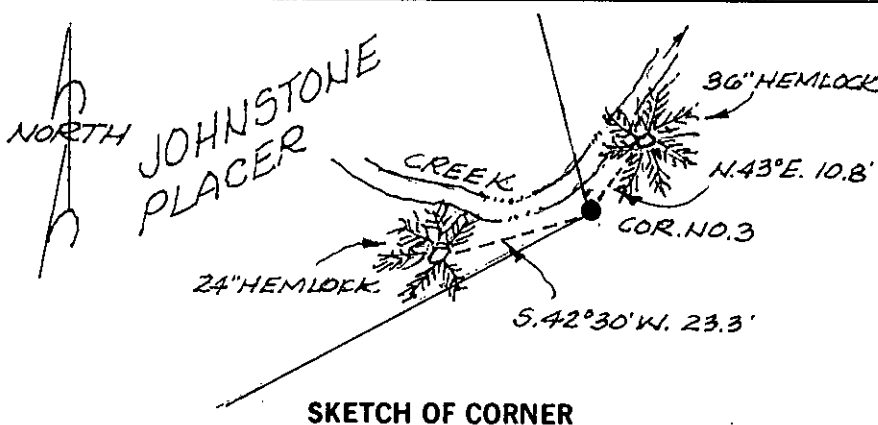 NORTH
JOHNSTONE
PLACER
CREEK
36" HEMLOCK
N.43°E. 10.8'
COR. NO. 3
24" HEMLOCK
S.42°30'W. 23.3'
SKETCH OF CORNER